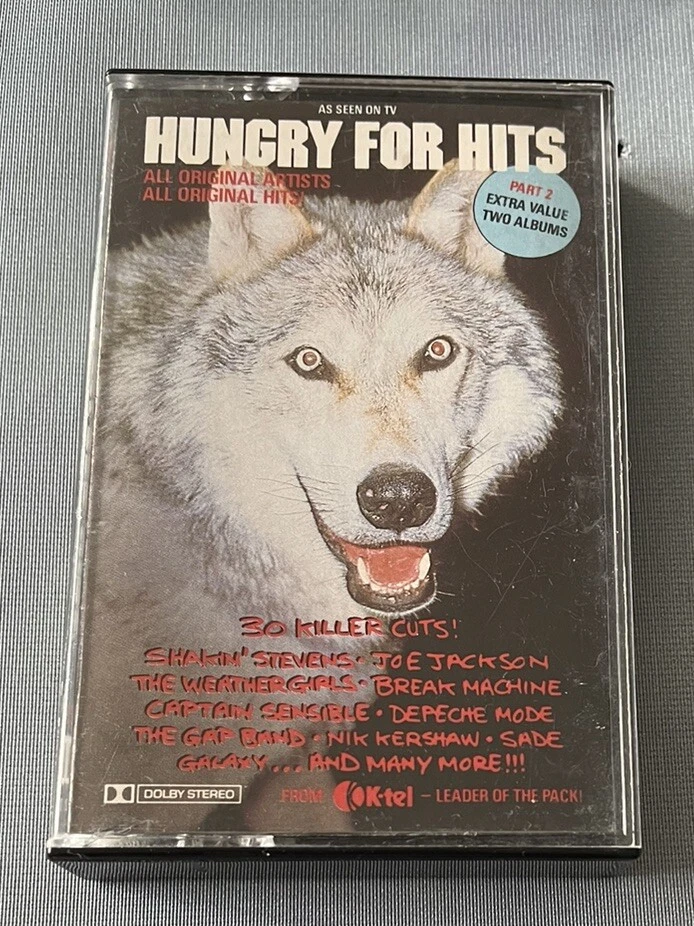 AS SEEN ON TV
HUNGRY FOR HITS
ALL ORIGINAL ARTISTS
ALL ORIGINAL HITS!
PART 2
EXTRA VALUE
TWO ALBUMS
30 KILLER CUTS!
SHAKIN' STEVENS • JOE JACKSON
THE WEATHERGIRLS • BREAK MACHINE
CAPTAIN SENSIBLE • DEPECHE MODE
THE GAP BAND • NIK KERSHAW • SADE
GALAXY... AND MANY MORE!!!
DOLBY STEREO
FROM K-tel – LEADER OF THE PACK!